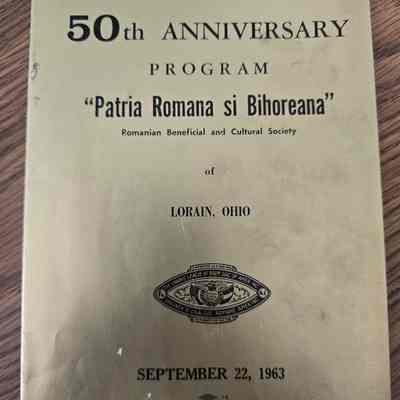 50th ANNIVERSARY
PROGRAM
"Patria Romana si Bihoreana"
Romanian Beneficial and Cultural Society
of
LORAIN, OHIO
SEPTEMBER 22, 1963